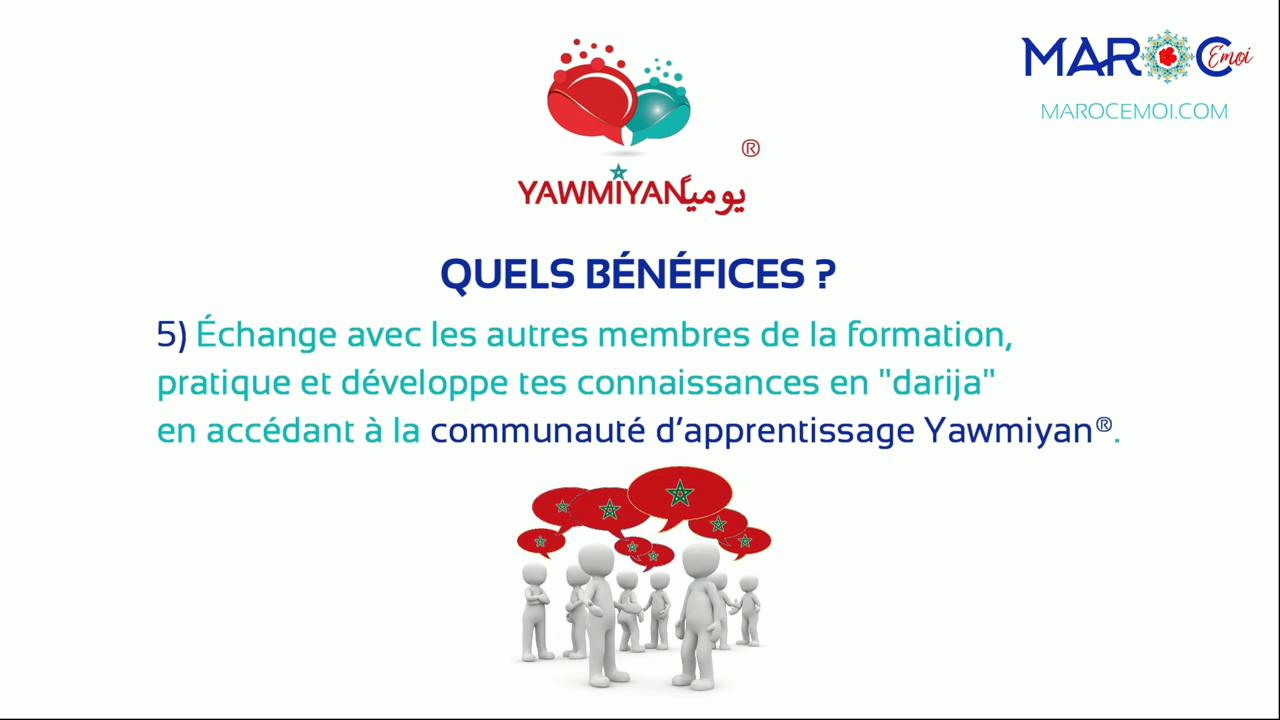 MAROC Emoi
MAROCEMOI.COM
®
YAWMIYAN يوميا
QUELS BÉNÉFICES ?
5) Échange avec les autres membres de la formation,
pratique et développe tes connaissances en "darija"
en accédant à la communauté d’apprentissage Yawmiyan®.